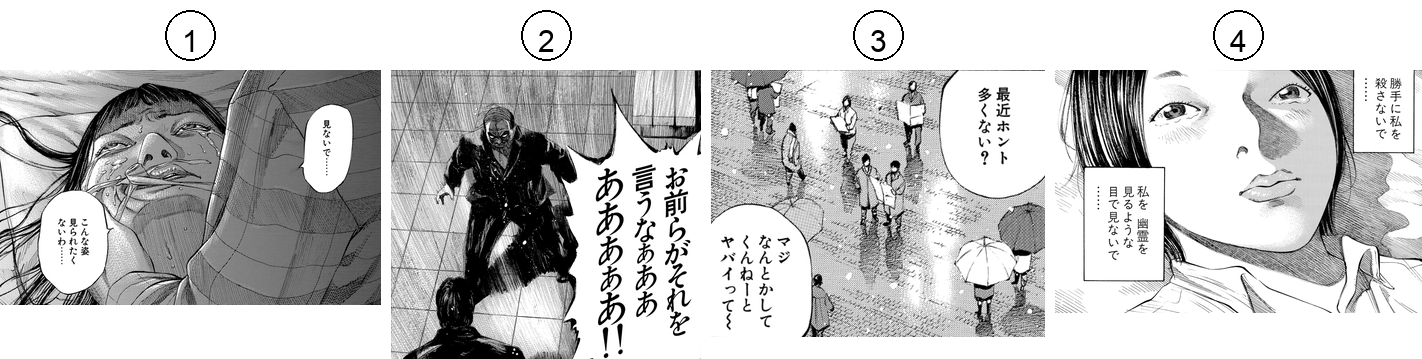 1
見ないで……
こんな姿
見られたく
ないわ……
2
お前らがそれを
言うなぁぁぁ
あああああ!!
3
最近ホント
多くない?
マジ
なんとかして
くんねーと
ヤバイって〜
4
勝手に私を
殺さないで
……
私を 幽霊を
見るような
目で見ないで
……